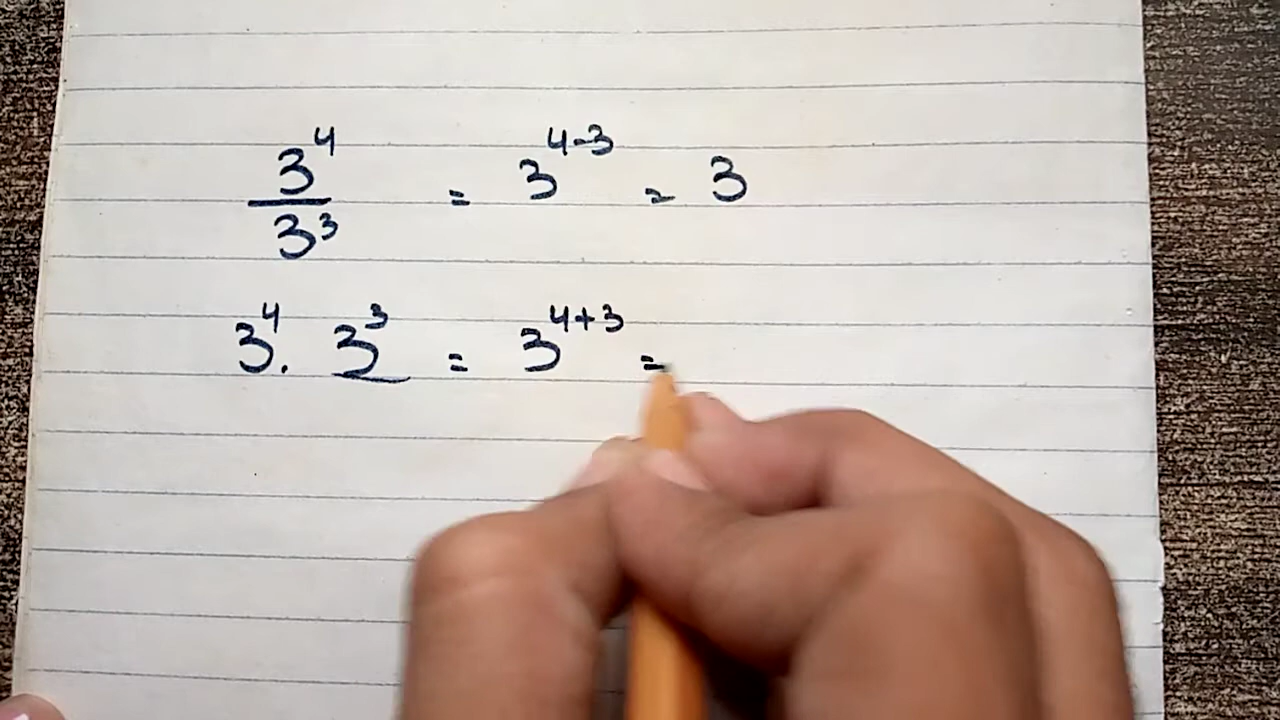 3⁴/3³ = 3⁴⁻³ = 3
3⁴ . 3³ = 3⁴⁺³ =